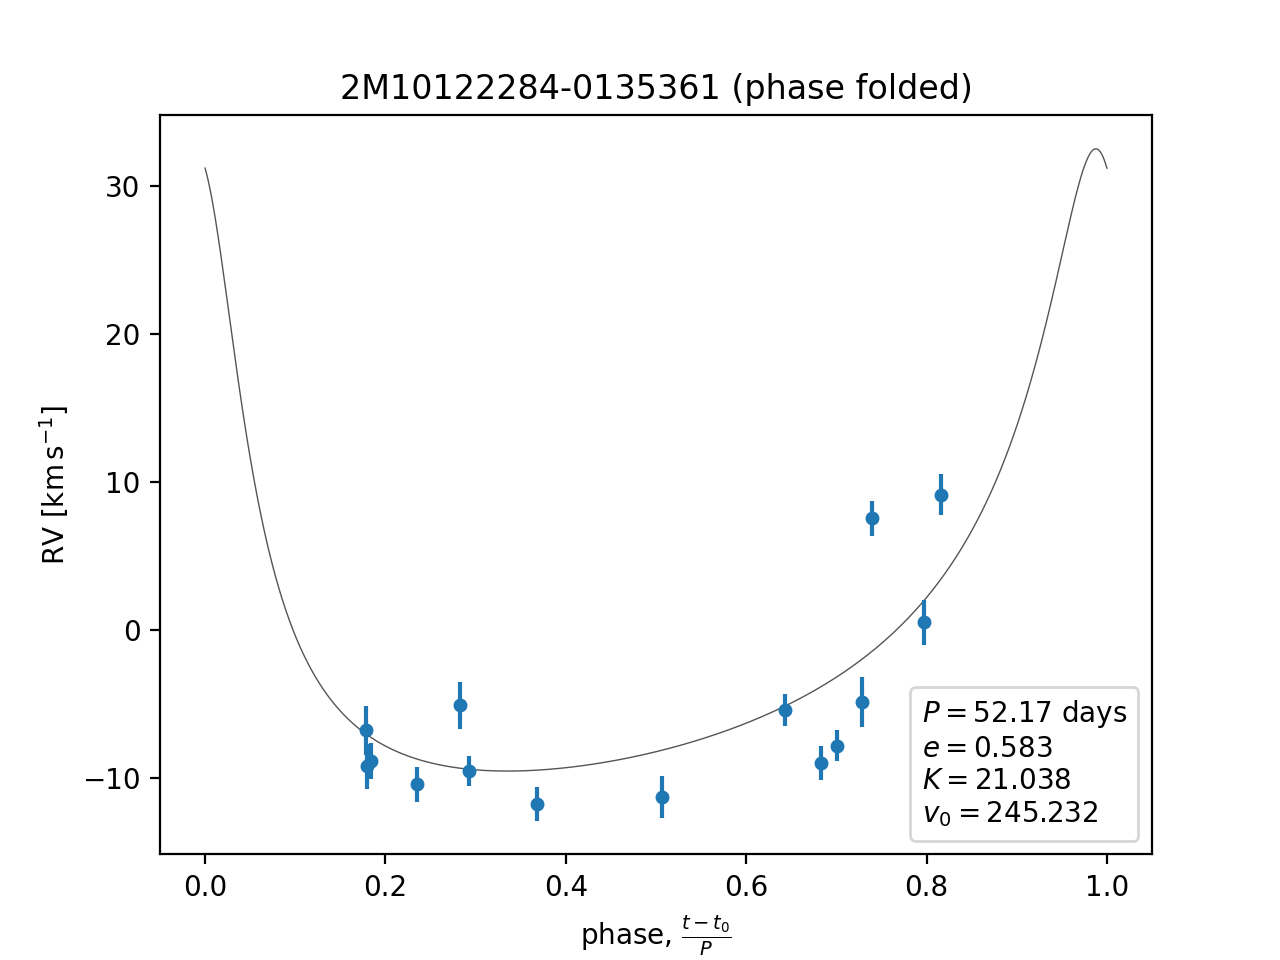 2M10122284-0135361 (phase folded)
RV [km s⁻¹]
30
20
10
0
−10
P = 52.17 days
e = 0.583
K = 21.038
v₀ = 245.232
0.0 0.2 0.4 0.6 0.8 1.0
phase, (t − t₀)/P